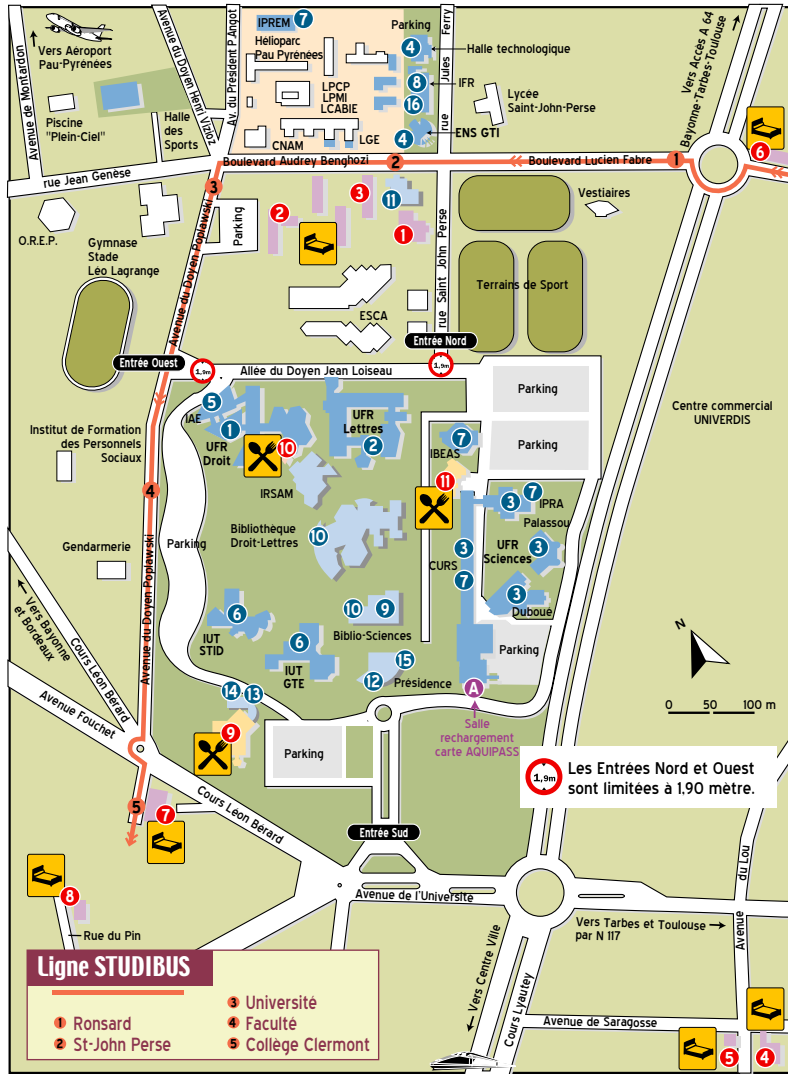 IPREM 7
Parking
Vers Aéroport
Pau-Pyrénées
Avenue de Montardon
Avenue du Doyen Henri Vizioz
Av. du Président P.Angot
Hélioparc
Pau Pyrénées
4
Halle technologique
rue Jules Ferry
Vers Accès A 64
Bayonne-Tarbes-Toulouse
Piscine
"Plein-Ciel"
Halle
des
Sports
LPCP
LPMI
LCABIE
8
IFR
16
Lycée
Saint-John-Perse
CNAM
LGE
4
ENS GTI
6
rue Jean Genèse
Boulevard Audrey Benghozi
2
Boulevard Lucien Fabre
1
3
O.R.E.P.
Gymnase
Stade
Léo Lagrange
Parking
2
3
11
1
Vestiaires
Avenue du Doyen Poplawski
rue Saint John Perse
Terrains de Sport
ESCA
Entrée Nord
Entrée Ouest
1,9m
Allée du Doyen Jean Loiseau
1,9m
Parking
Centre commercial
UNIVERDIS
5
IAE
1
UFR
Droit
10
UFR
Lettres
2
7
IBEAS
Parking
Institut de Formation
des Personnels
Sociaux
IRSAM
11
3
7
IPRA
Palassou
4
Bibliothèque
Droit-Lettres
10
Parking
Gendarmerie
3
CURS
7
UFR
Sciences
3
3
Duboué
Vers Bayonne
et Bordeaux
Cours Léon Bérard
Avenue du Doyen Poplawski
6
IUT
STID
10
9
Biblio-Sciences
6
IUT
GTE
15
12
Présidence
Parking
N
A
Salle
rechargement
carte AQUIPASS
0 50 100 m
14
13
9
Parking
Avenue Fouchet
1,9m
Les Entrées Nord et Ouest
sont limitées à 1.90 mètre.
5
7
Cours Léon Bérard
Entrée Sud
8
Rue du Pin
Avenue de l'Universite
Vers Tarbes et Toulouse
par N 117
Avenue du Lou
Vers Centre Ville
Cours Lyautey
Avenue de Saragosse
5
4
Ligne STUDIBUS
1 Ronsard
2 St-John Perse
3 Université
4 Faculté
5 Collège Clermont